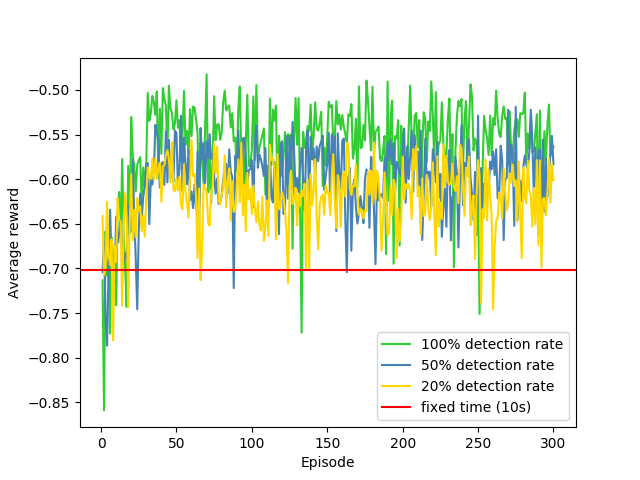 −0.50
−0.55
−0.60
−0.65
−0.70
−0.75
−0.80
−0.85
Average reward
0 50 100 150 200 250 300
Episode
100% detection rate
50% detection rate
20% detection rate
fixed time (10s)